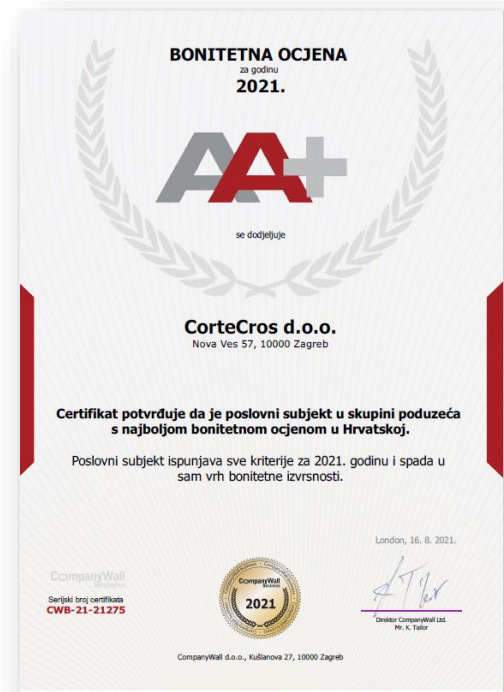 BONITETNA OCJENA
za godinu
2021.
AA+
se dodjeljuje
CorteCros d.o.o.
Nova Ves 57, 10000 Zagreb
Certifikat potvrđuje da je poslovni subjekt u skupini poduzeća
s najboljom bonitetnom ocjenom u Hrvatskoj.
Poslovni subjekt ispunjava sve kriterije za 2021. godinu i spada u
sam vrh bonitetne izvrsnosti.
London, 16. 8. 2021.
CompanyWall
Business
Serijski broj certifikata
CWB-21-21275
CompanyWall
Business
2021
Direktor CompanyWall Ltd.
Mr. K. Tailor
CompanyWall d.o.o., Kušlanova 27, 10000 Zagreb